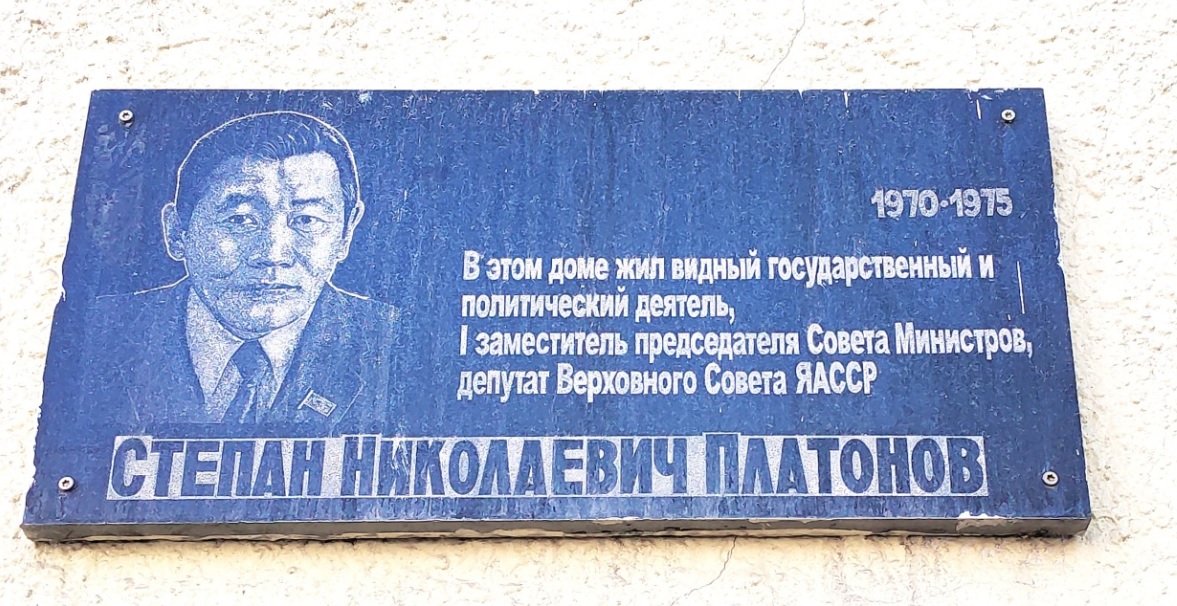 1970-1975
В этом доме жил видный государственный и
политический деятель,
I заместитель председателя Совета Министров,
депутат Верховного Совета ЯАССР
СТЕПАН НИКОЛАЕВИЧ ПЛАТОНОВ